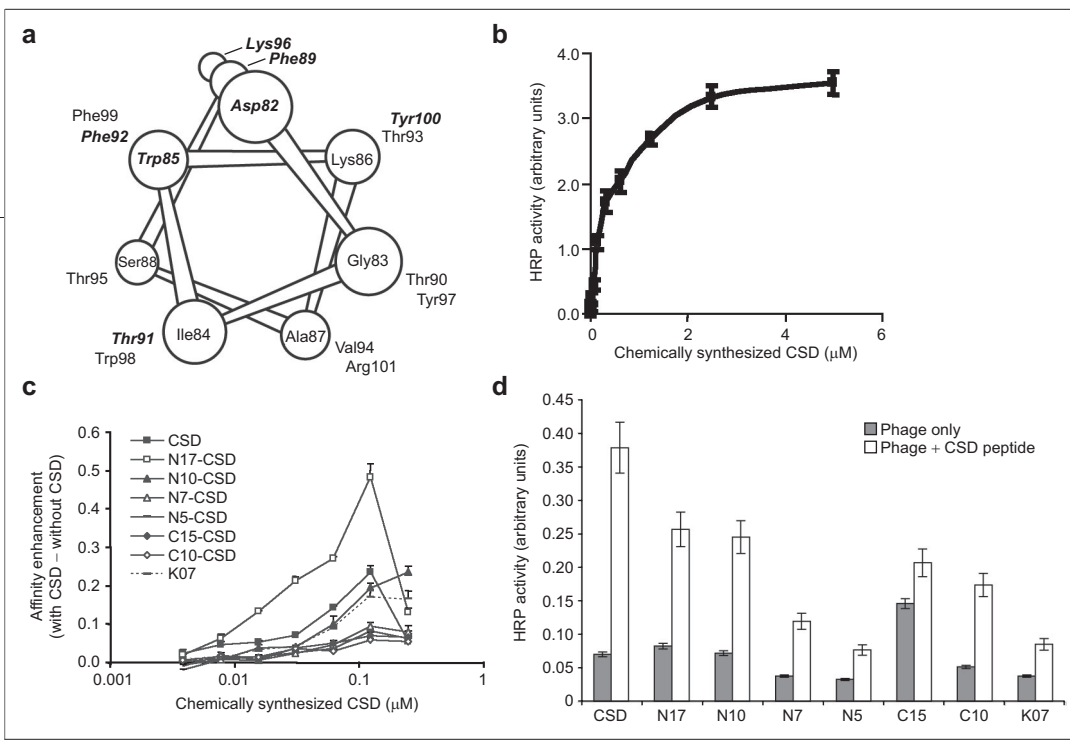 a
Lys96
Phe89
Asp82
Phe99
Phe92
Trp85
Tyr100
Thr93
Lys86
Ser88
Thr95
Gly83
Thr90
Tyr97
Thr91
Trp98
Ile84
Ala87
Val94
Arg101
b
HRP activity (arbitrary units)
4.0
3.0
2.0
1.0
0.0
0 2 4 6
Chemically synthesized CSD (μM)
c
Affinity enhancement
(with CSD – without CSD)
0.6
0.5
0.4
0.3
0.2
0.1
0.0
CSD
N17-CSD
N10-CSD
N7-CSD
N5-CSD
C15-CSD
C10-CSD
K07
0.001 0.01 0.1 1
Chemically synthesized CSD (μM)
d
HRP activity (arbitrary units)
0.45
0.40
0.35
0.30
0.25
0.20
0.15
0.10
0.05
0
Phage only
Phage + CSD peptide
CSD N17 N10 N7 N5 C15 C10 K07